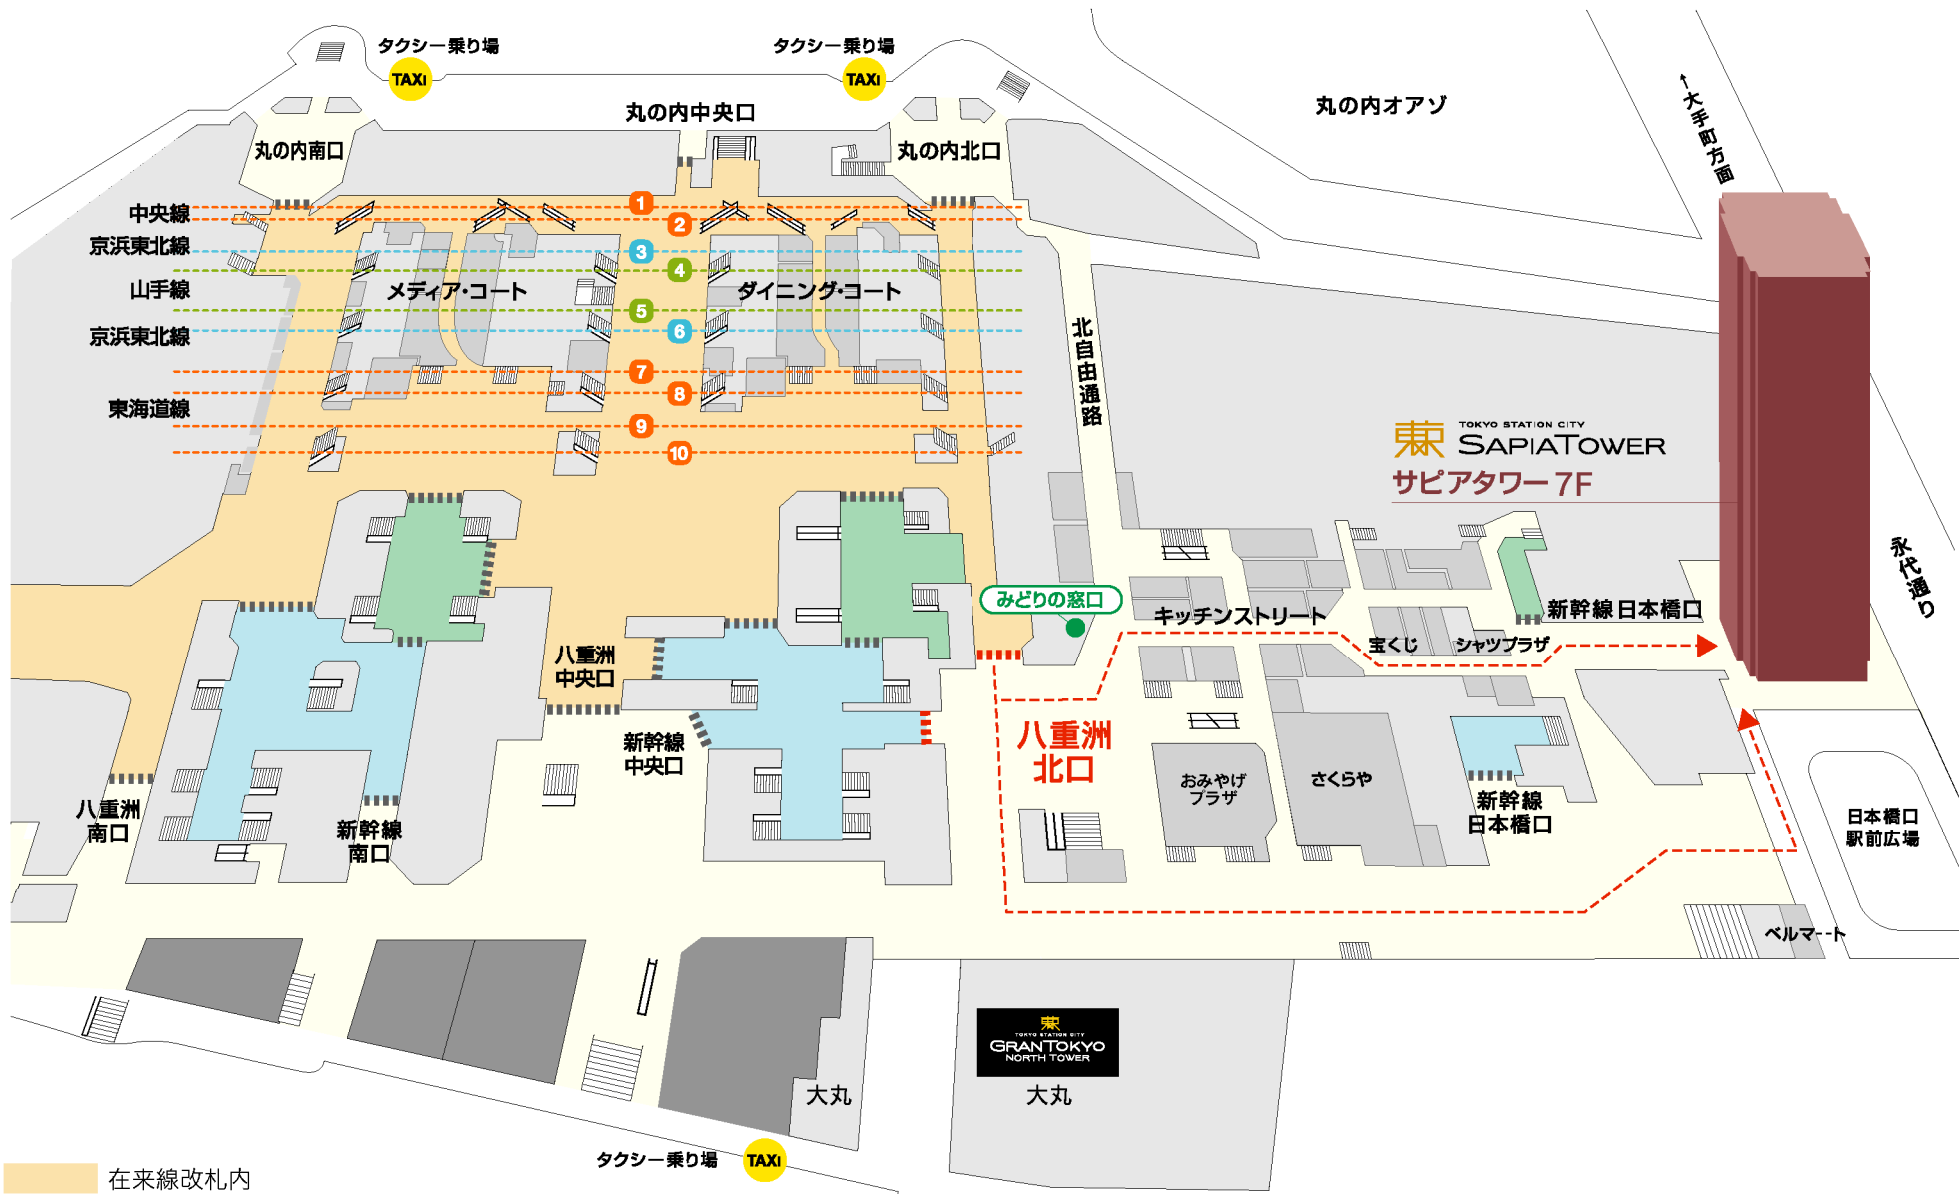 タクシー乗り場
TAXI
タクシー乗り場
TAXI
丸の内中央口
丸の内オアゾ
←大手町方面
丸の内南口
丸の内北口
中央線
京浜東北線
山手線
京浜東北線
東海道線
1
2
3
4
5
6
7
8
9
10
メディア・コート
ダイニング・コート
北自由通路
TOKYO STATION CITY
SAPIATOWER
サピアタワー 7F
永代通り
みどりの窓口
キッチンストリート
新幹線日本橋口
宝くじ
シャツプラザ
八重洲
中央口
新幹線
中央口
八重洲
北口
おみやげ
プラザ
さくらや
新幹線
日本橋口
日本橋口
駅前広場
八重洲
南口
新幹線
南口
ベルマート
TOKYO STATION CITY
GRANTOKYO
NORTH TOWER
大丸
大丸
タクシー乗り場
TAXI
在来線改札内